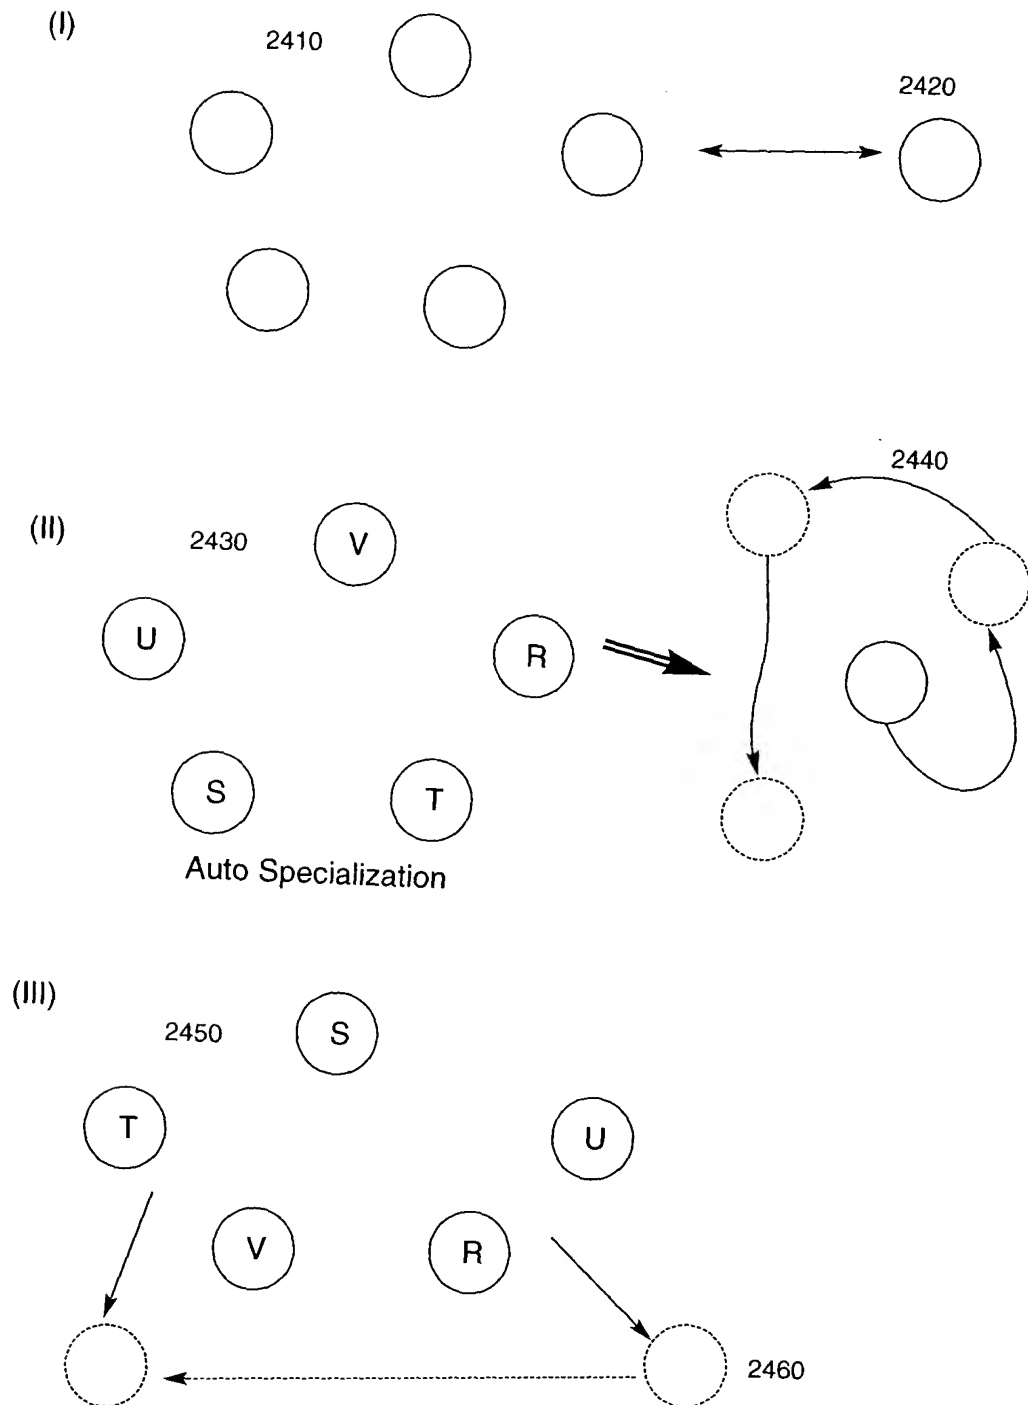 (I)
2410
2420
2440
(II)
2430
V
U
R
S
T
Auto Specialization
(III)
2450
S
T
U
V
R
2460